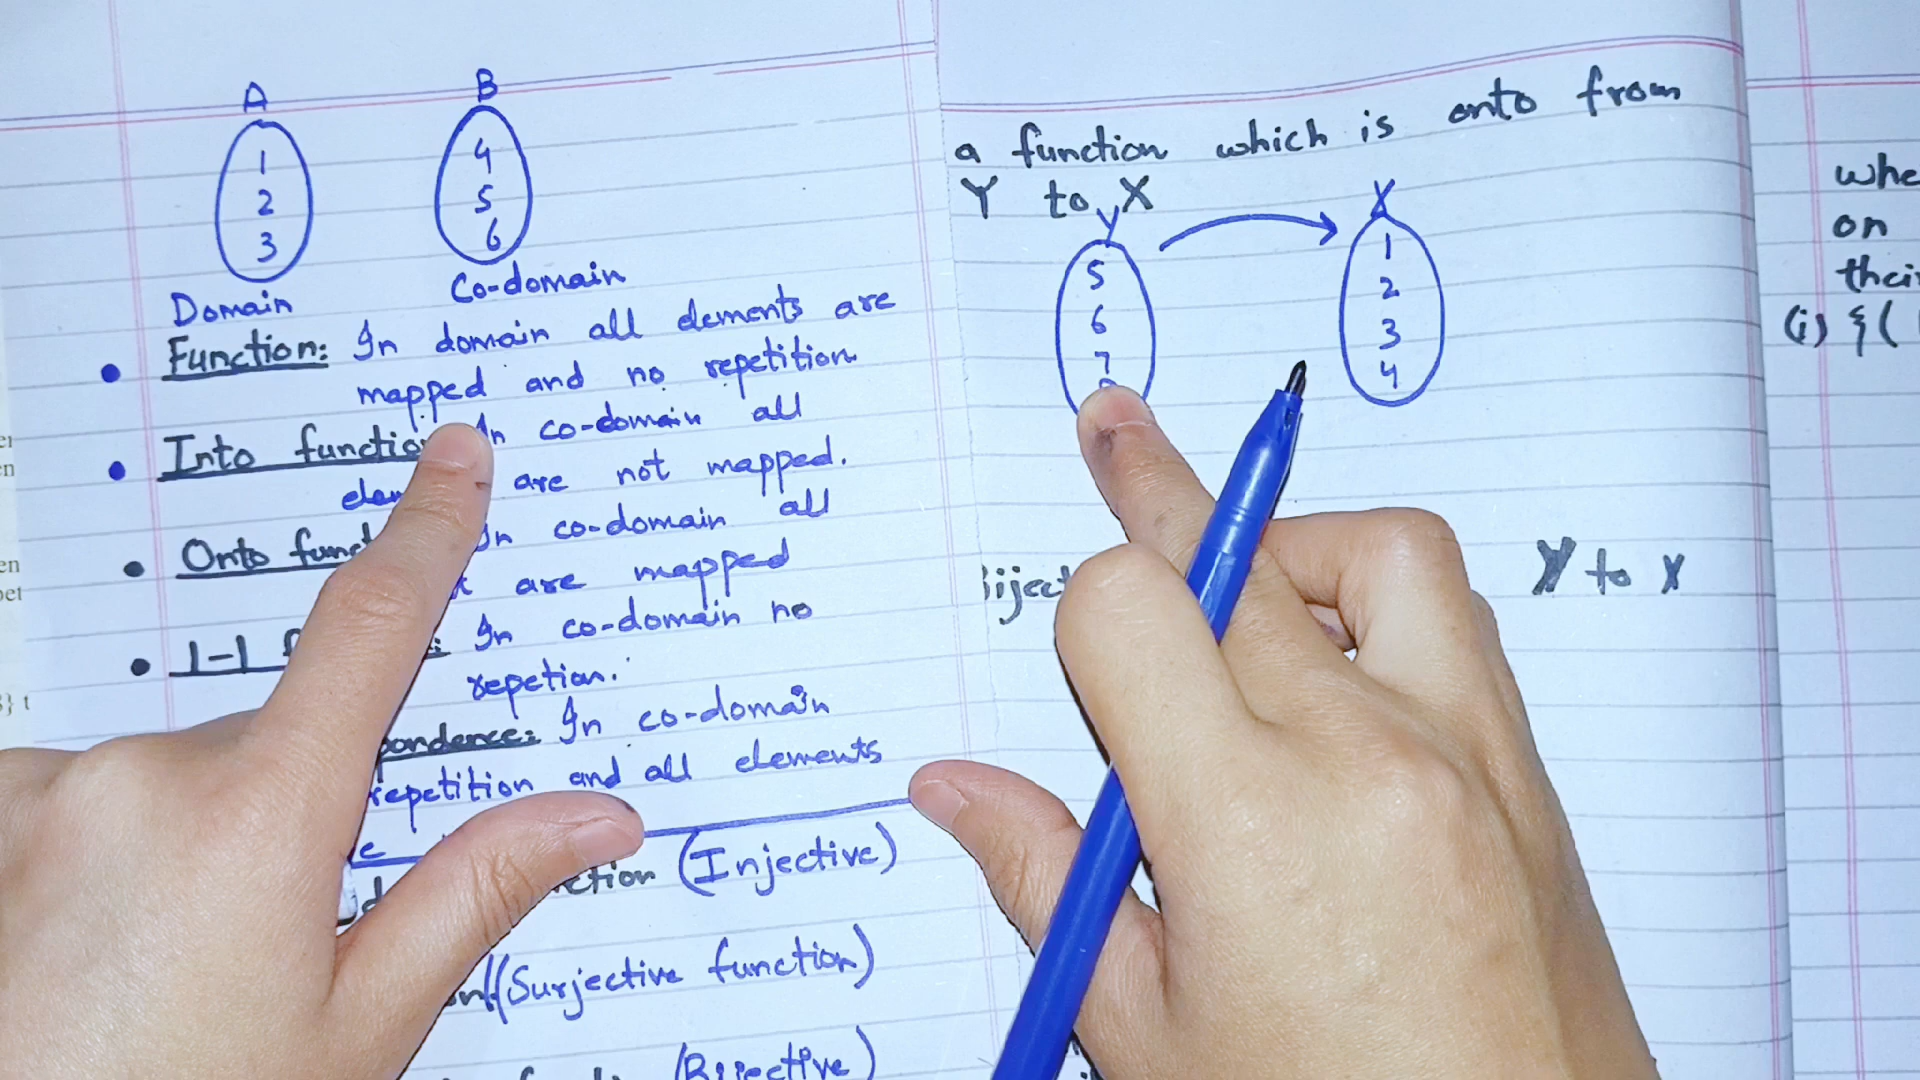 A B
1 4
2 5
3 6
Domain Co-domain
Function: In domain all elements are
mapped and no repetition
Into function In co-domain all
are not mapped.
Onto In co-domain all
are mapped
1-1 In co-domain no
repetion.
In co-domain
repetition and all elements
(Injective)
(Surjective function)
(Bijective)
a function which is onto from
Y to X
Y X
5 1
6 2
7 3
4
Y to X
on
(i) {(